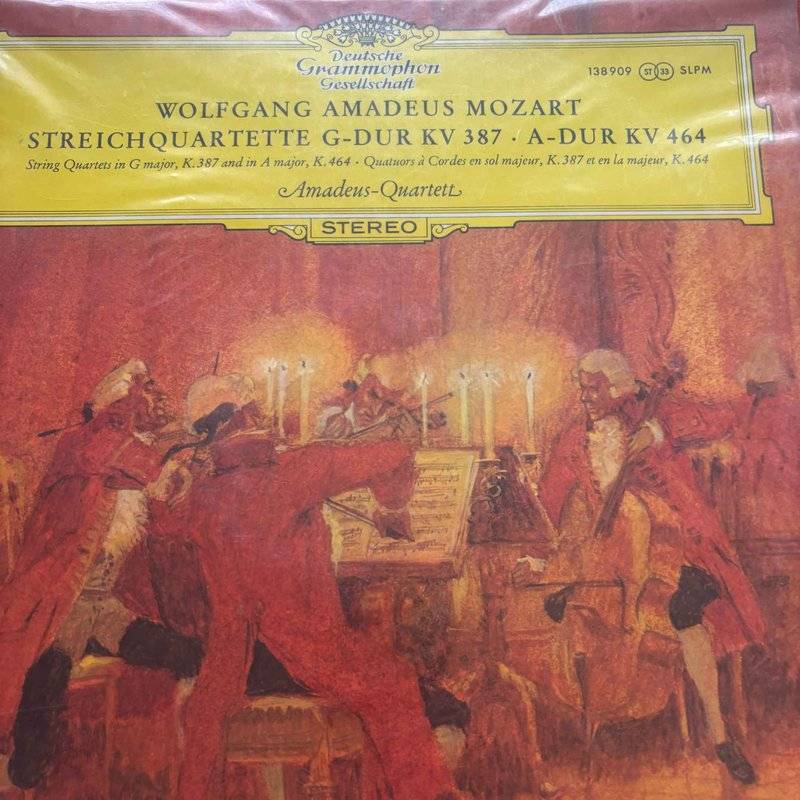 Deutsche
Grammophon
Gesellschaft
138909 ST 33 SLPM
WOLFGANG AMADEUS MOZART
STREICHQUARTETTE G-DUR KV 387 · A-DUR KV 464
String Quartets in G major, K. 387 and in A major, K. 464 · Quatuors à Cordes en sol majeur, K. 387 et en la majeur, K. 464
Amadeus-Quartett
STEREO